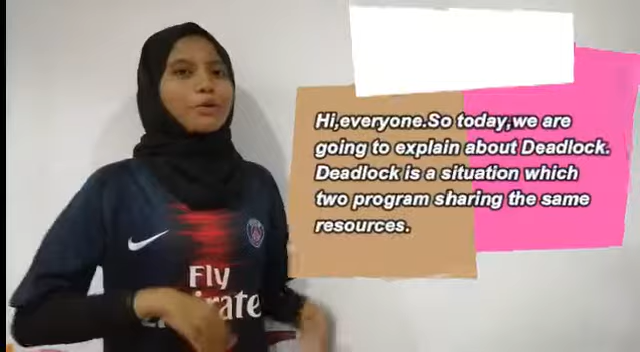 Hi,everyone.So today,we are
going to explain about Deadlock.
Deadlock is a situation which
two program sharing the same
resources.
Fly